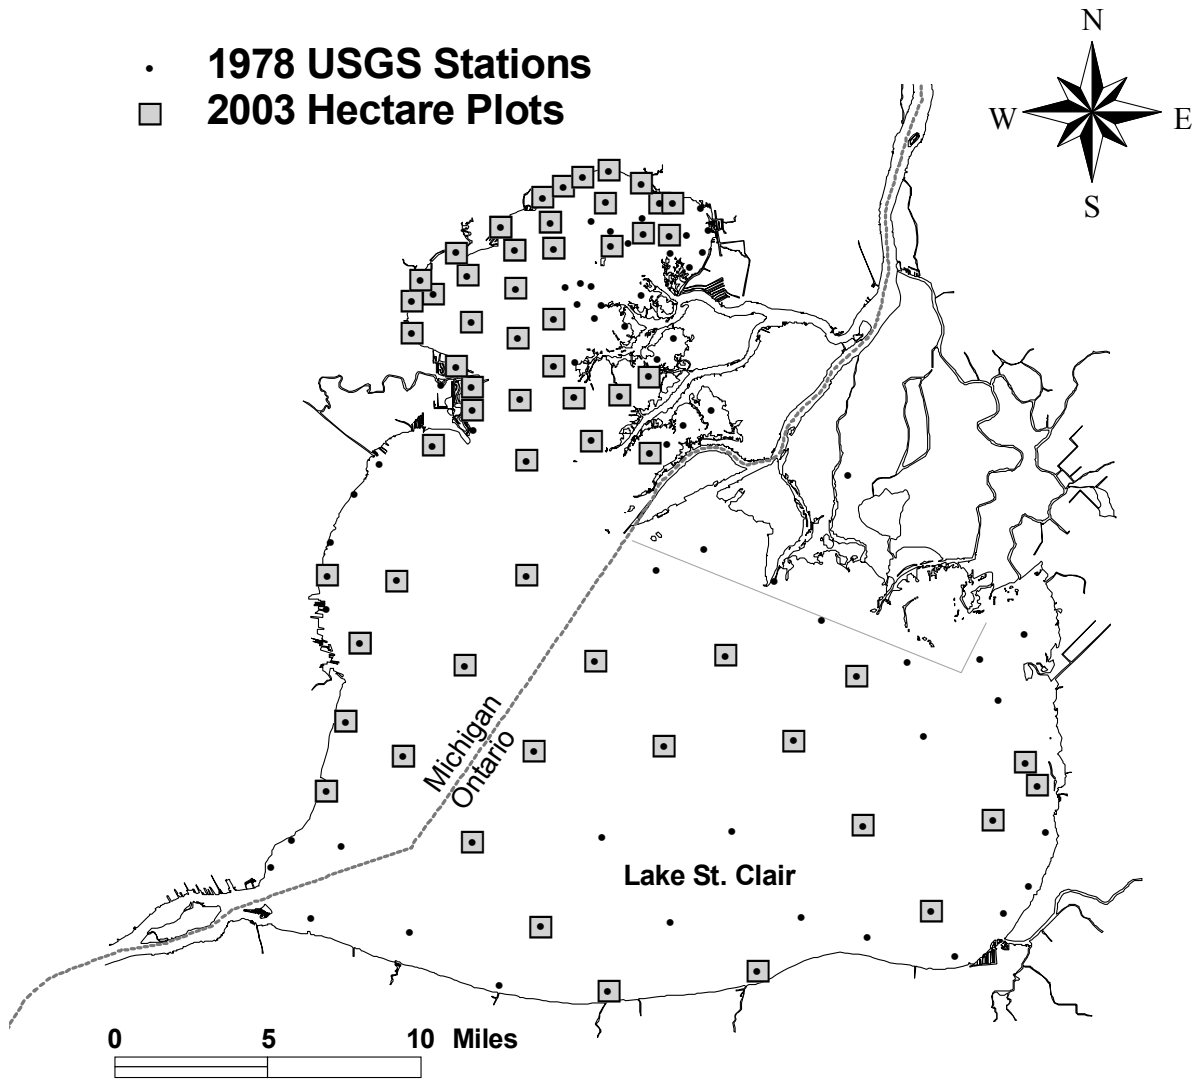 N
1978 USGS Stations
2003 Hectare Plots
W
E
S
Michigan
Ontario
Lake St. Clair
0 5 10 Miles